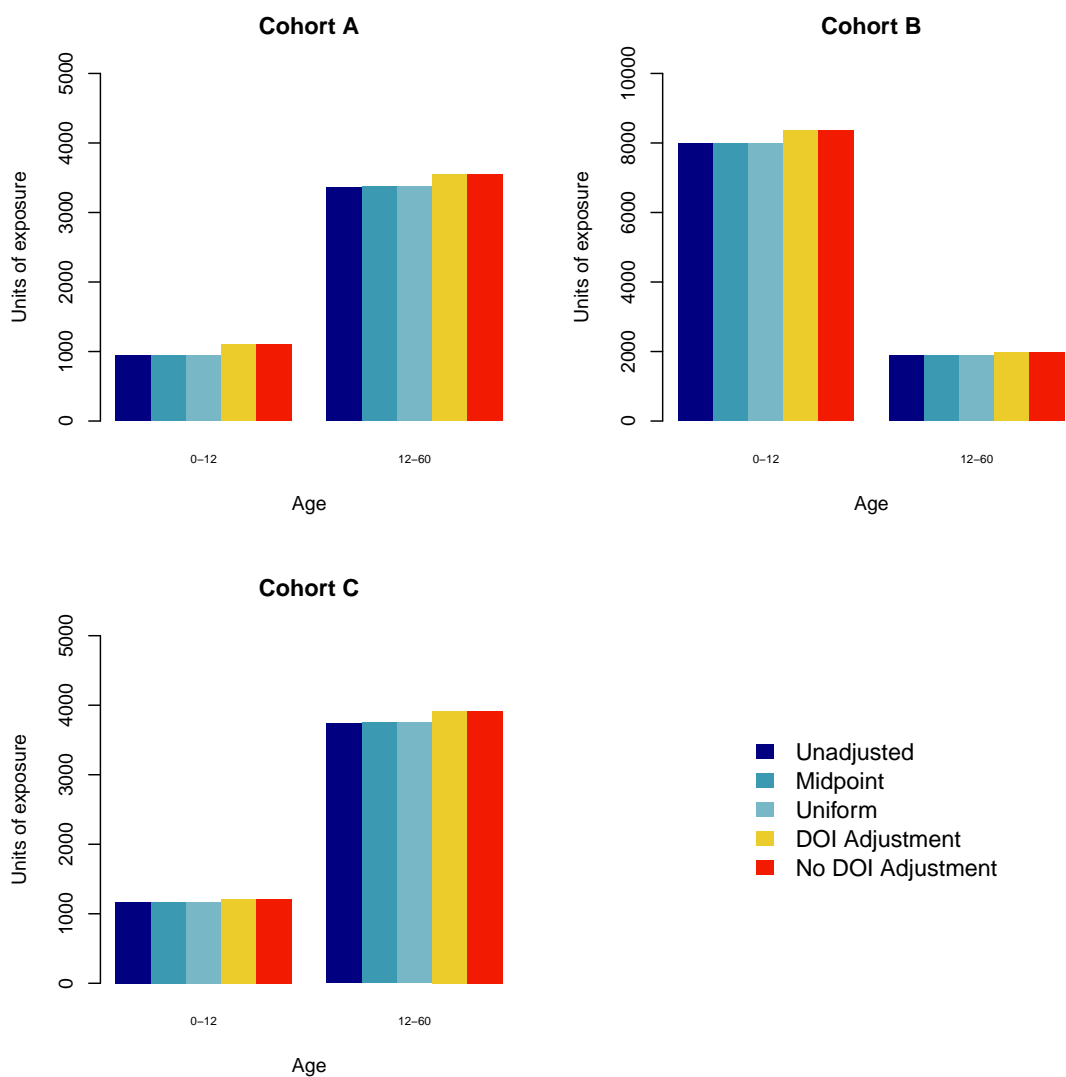 Cohort A
Units of exposure
5000
4000
3000
2000
1000
0
0−12
12−60
Age
Cohort B
Units of exposure
10000
8000
6000
4000
2000
0
0−12
12−60
Age
Cohort C
Units of exposure
5000
4000
3000
2000
1000
0
0−12
12−60
Age
Unadjusted
Midpoint
Uniform
DOI Adjustment
No DOI Adjustment